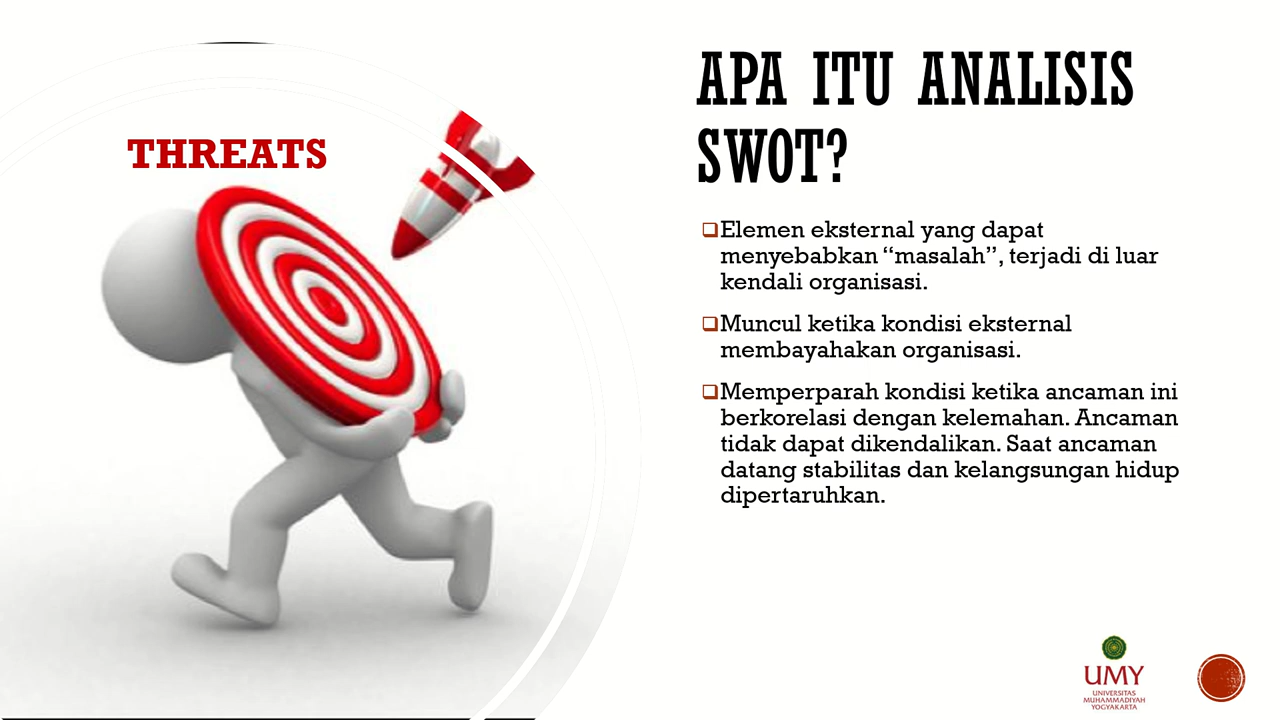 THREATS
APA ITU ANALISIS
SWOT?
Elemen eksternal yang dapat
menyebabkan “masalah”, terjadi di luar
kendali organisasi.
Muncul ketika kondisi eksternal
membayahakan organisasi.
Memperparah kondisi ketika ancaman ini
berkorelasi dengan kelemahan. Ancaman
tidak dapat dikendalikan. Saat ancaman
datang stabilitas dan kelangsungan hidup
dipertaruhkan.
UMY
UNIVERSITAS
MUHAMMADIYAH
YOGYAKARTA